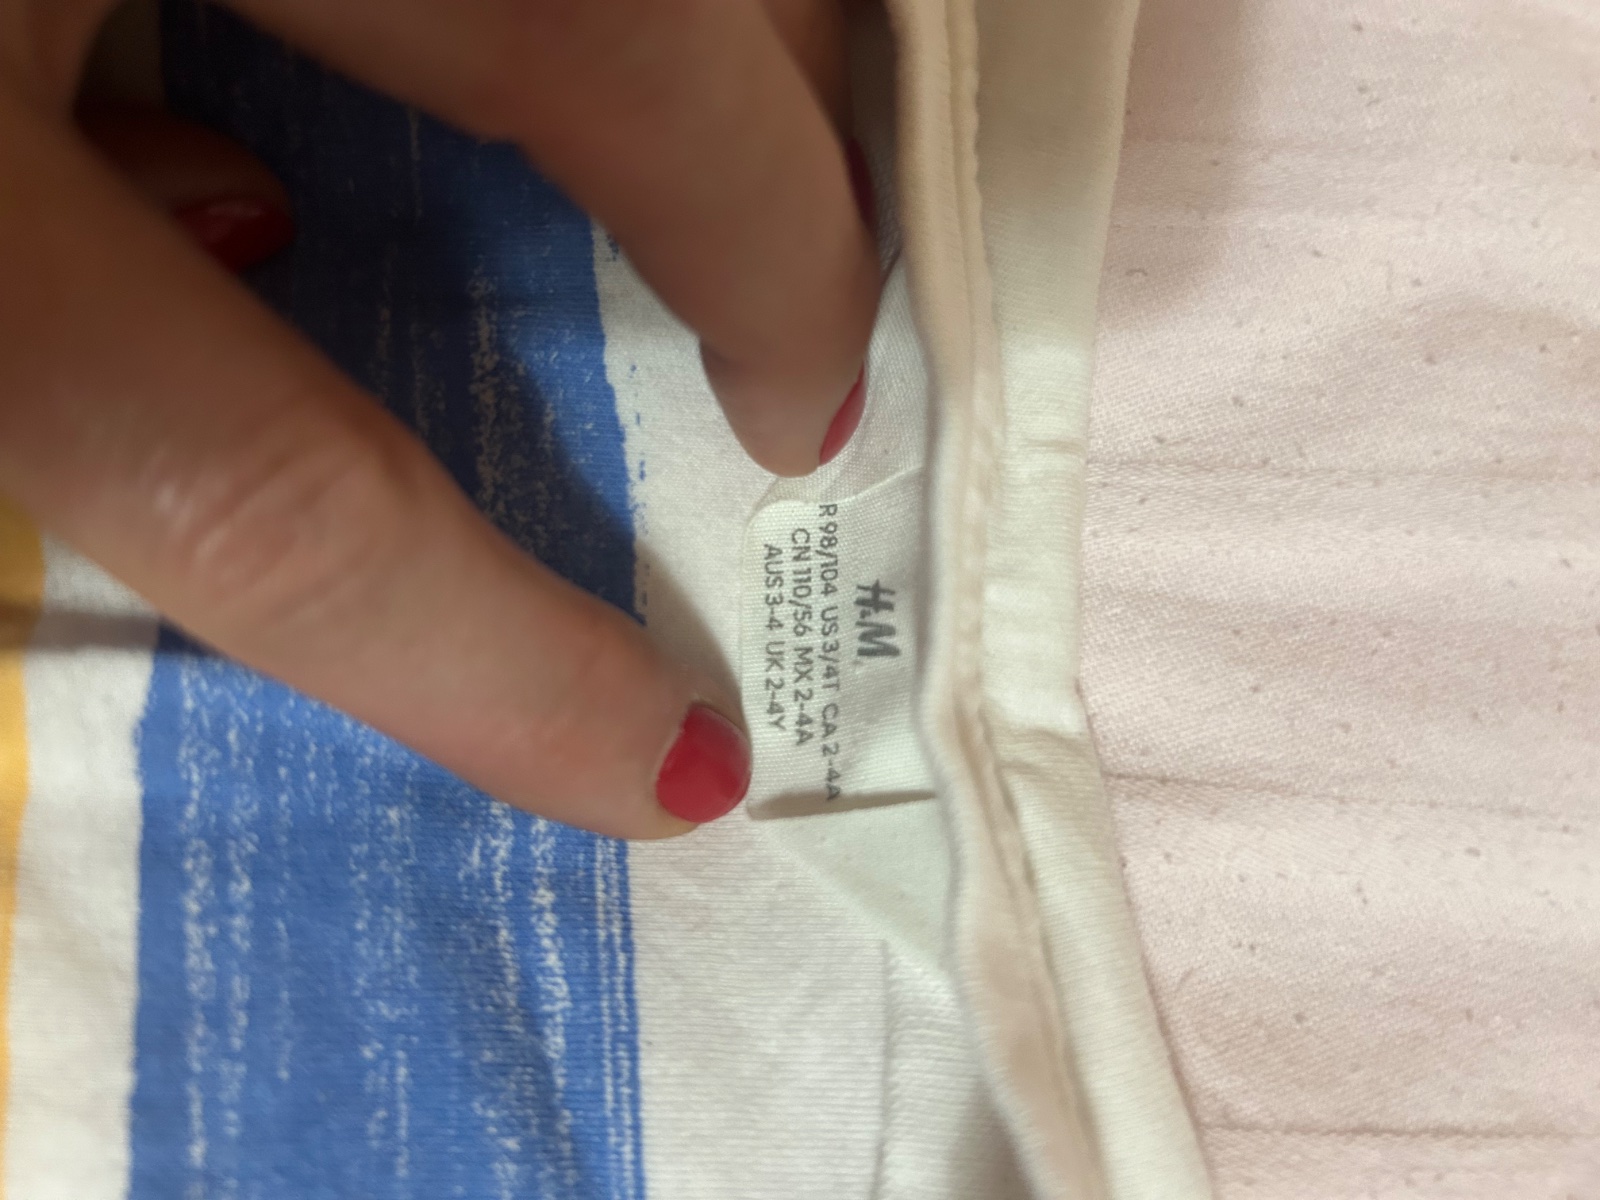 H&M
R 98/104 US 3/4T CA 2-4A
CN 110/56 MX 2-4A
AUS 3-4 UK 2-4Y